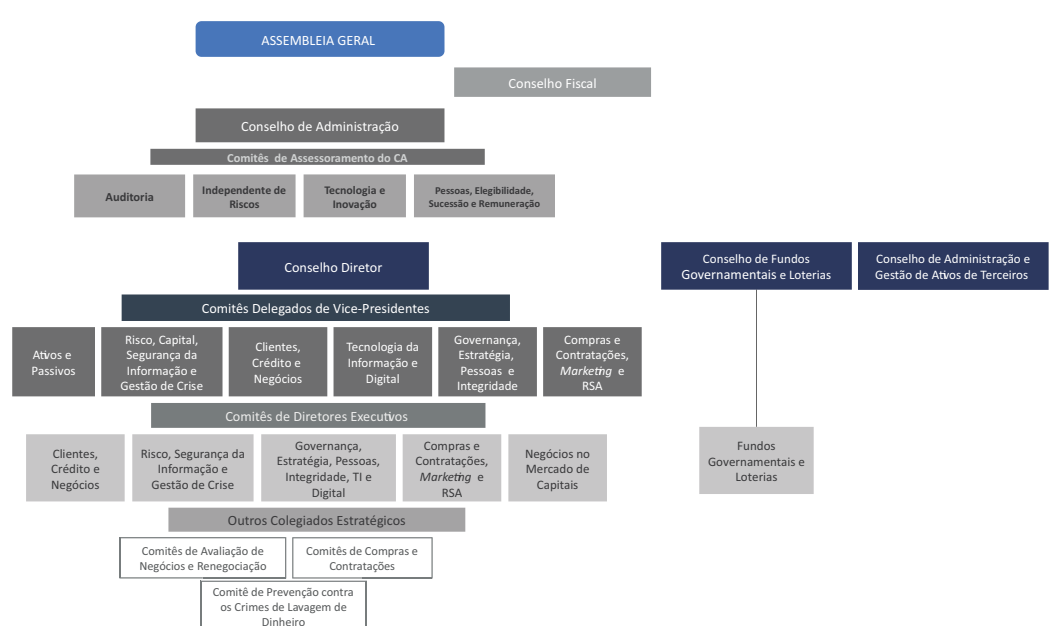 ASSEMBLEIA GERAL
Conselho Fiscal
Conselho de Administração
Comitês de Assessoramento do CA
Auditoria
Independente de
Riscos
Tecnologia e
Inovação
Pessoas, Elegibilidade,
Sucessão e Remuneração
Conselho Diretor
Conselho de Fundos
Governamentais e Loterias
Conselho de Administração e
Gestão de Ativos de Terceiros
Comitês Delegados de Vice-Presidentes
Ativos e
Passivos
Risco, Capital,
Segurança da
Informação e
Gestão de Crise
Clientes,
Crédito e
Negócios
Tecnologia da
Informação e
Digital
Governança,
Estratégia,
Pessoas e
Integridade
Compras e
Contratações,
Marketing e
RSA
Comitês de Diretores Executivos
Clientes,
Crédito e
Negócios
Risco, Segurança da
Informação e
Gestão de Crise
Governança,
Estratégia, Pessoas,
Integridade, TI e
Digital
Compras e
Contratações,
Marketing e
RSA
Negócios no
Mercado de
Capitais
Fundos
Governamentais e
Loterias
Outros Colegiados Estratégicos
Comitês de Avaliação de
Negócios e Renegociação
Comitês de Compras e
Contratações
Comitê de Prevenção contra
os Crimes de Lavagem de
Dinheiro